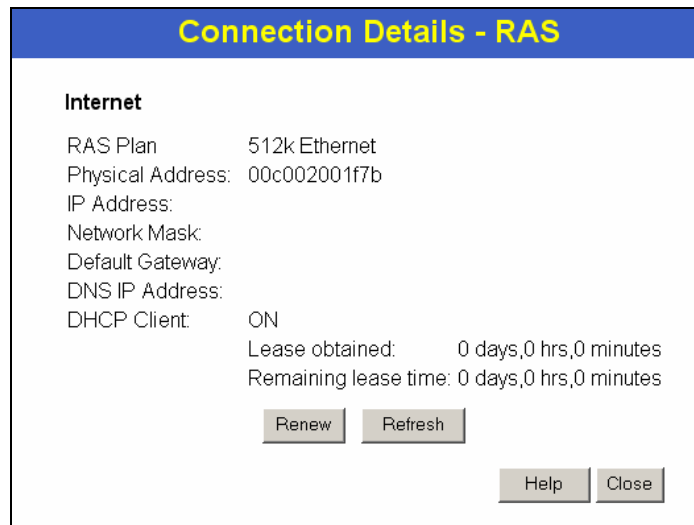 Connection Details - RAS
Internet
RAS Plan 512k Ethernet
Physical Address: 00c002001f7b
IP Address:
Network Mask:
Default Gateway:
DNS IP Address:
DHCP Client: ON
Lease obtained: 0 days,0 hrs,0 minutes
Remaining lease time: 0 days,0 hrs,0 minutes
Renew Refresh
Help Close